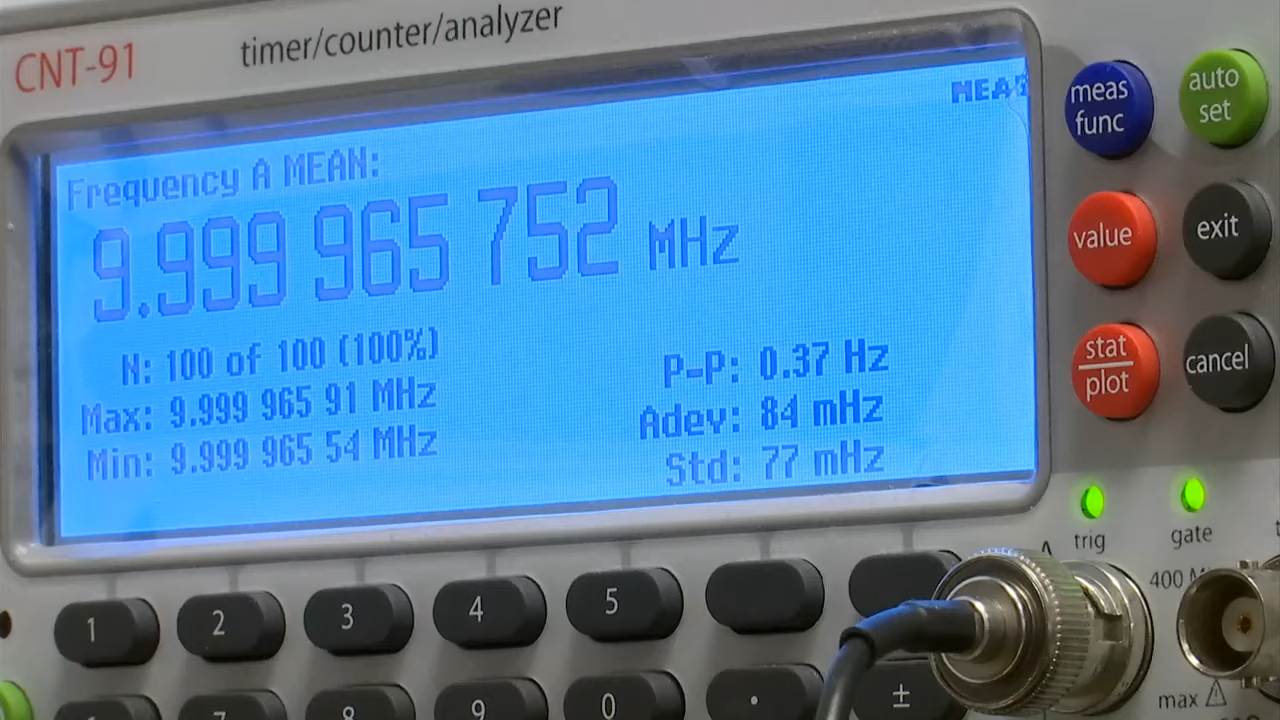 CNT-91 timer/counter/analyzer
MEAS
Frequency A MEAN:
9.999 965 752 MHz
N: 100 of 100 (100%)
Max: 9.999 965 91 MHz
Min: 9.999 965 54 MHz
P-P: 0.37 Hz
Adev: 84 mHz
Std: 77 mHz
meas func
auto set
value
exit
stat plot
cancel
trig
gate
A
400 M
1 2 3 4 5
7 8 9 0 . ±
max